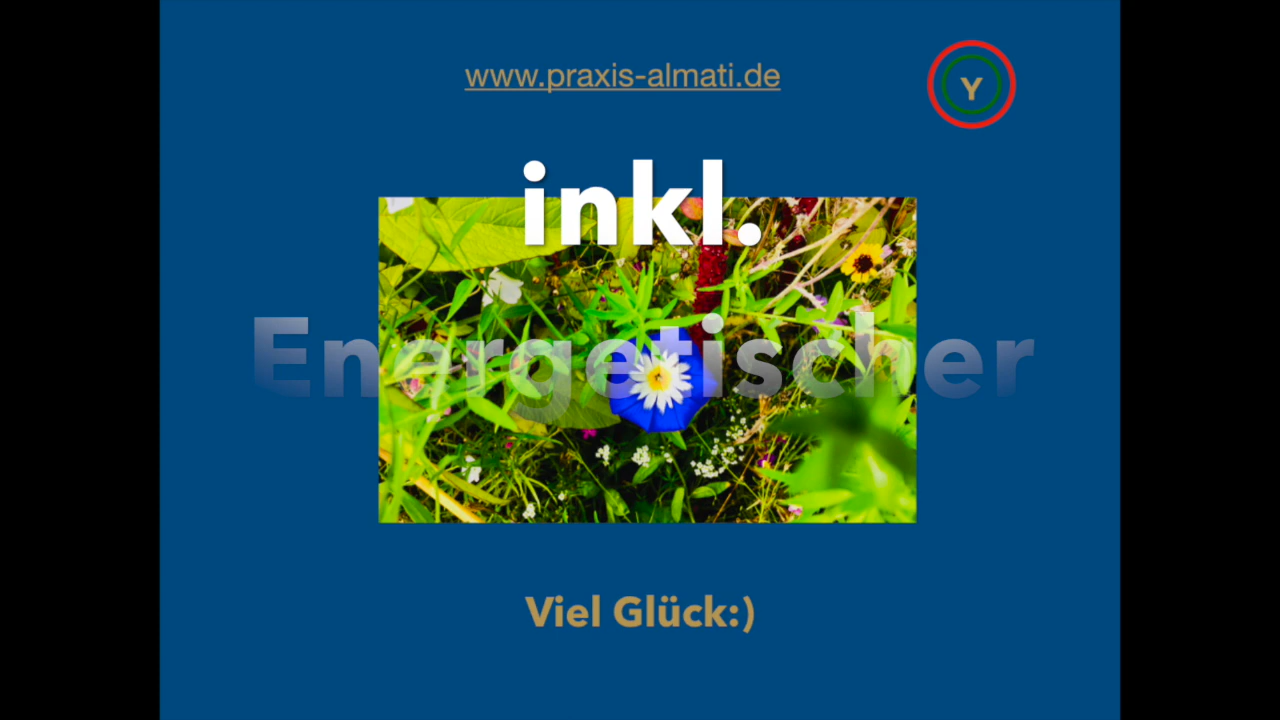 www.praxis-almati.de
Y
inkl.
Energetischer
Viel Glück:)